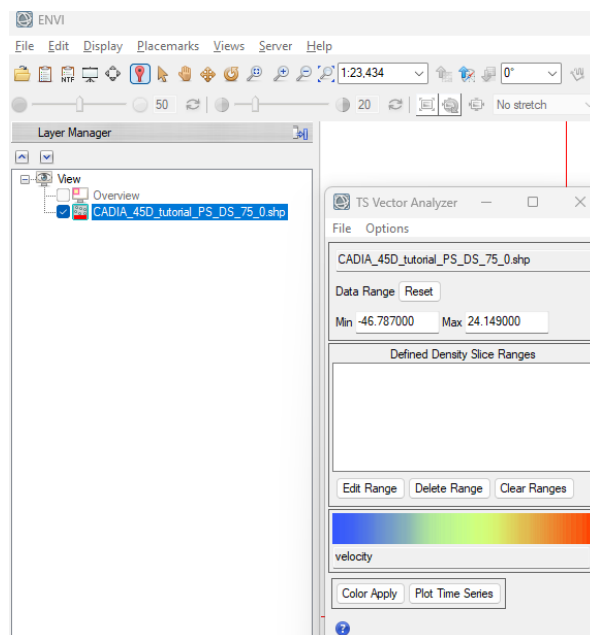 ENVI
File Edit Display Placemarks Views Server Help
NTF 1:23,434 0°
50 20 No stretch
Layer Manager
View
Overview
CADIA_45D_tutorial_PS_DS_75_0.shp
TS Vector Analyzer
File Options
CADIA_45D_tutorial_PS_DS_75_0.shp
Data Range Reset
Min -46.787000 Max 24.149000
Defined Density Slice Ranges
Edit Range Delete Range Clear Ranges
velocity
Color Apply Plot Time Series
?